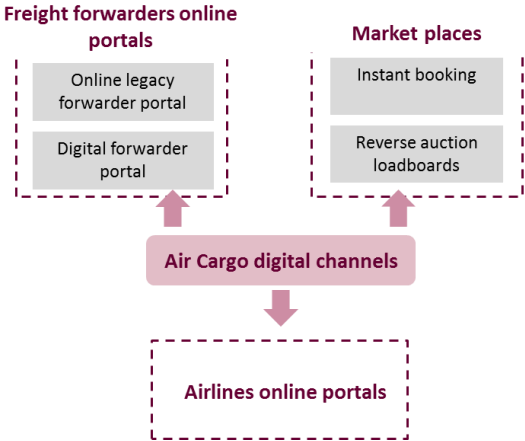 Freight forwarders online
portals
Online legacy
forwarder portal
Digital forwarder
portal
Market places
Instant booking
Reverse auction
loadboards
Air Cargo digital channels
Airlines online portals